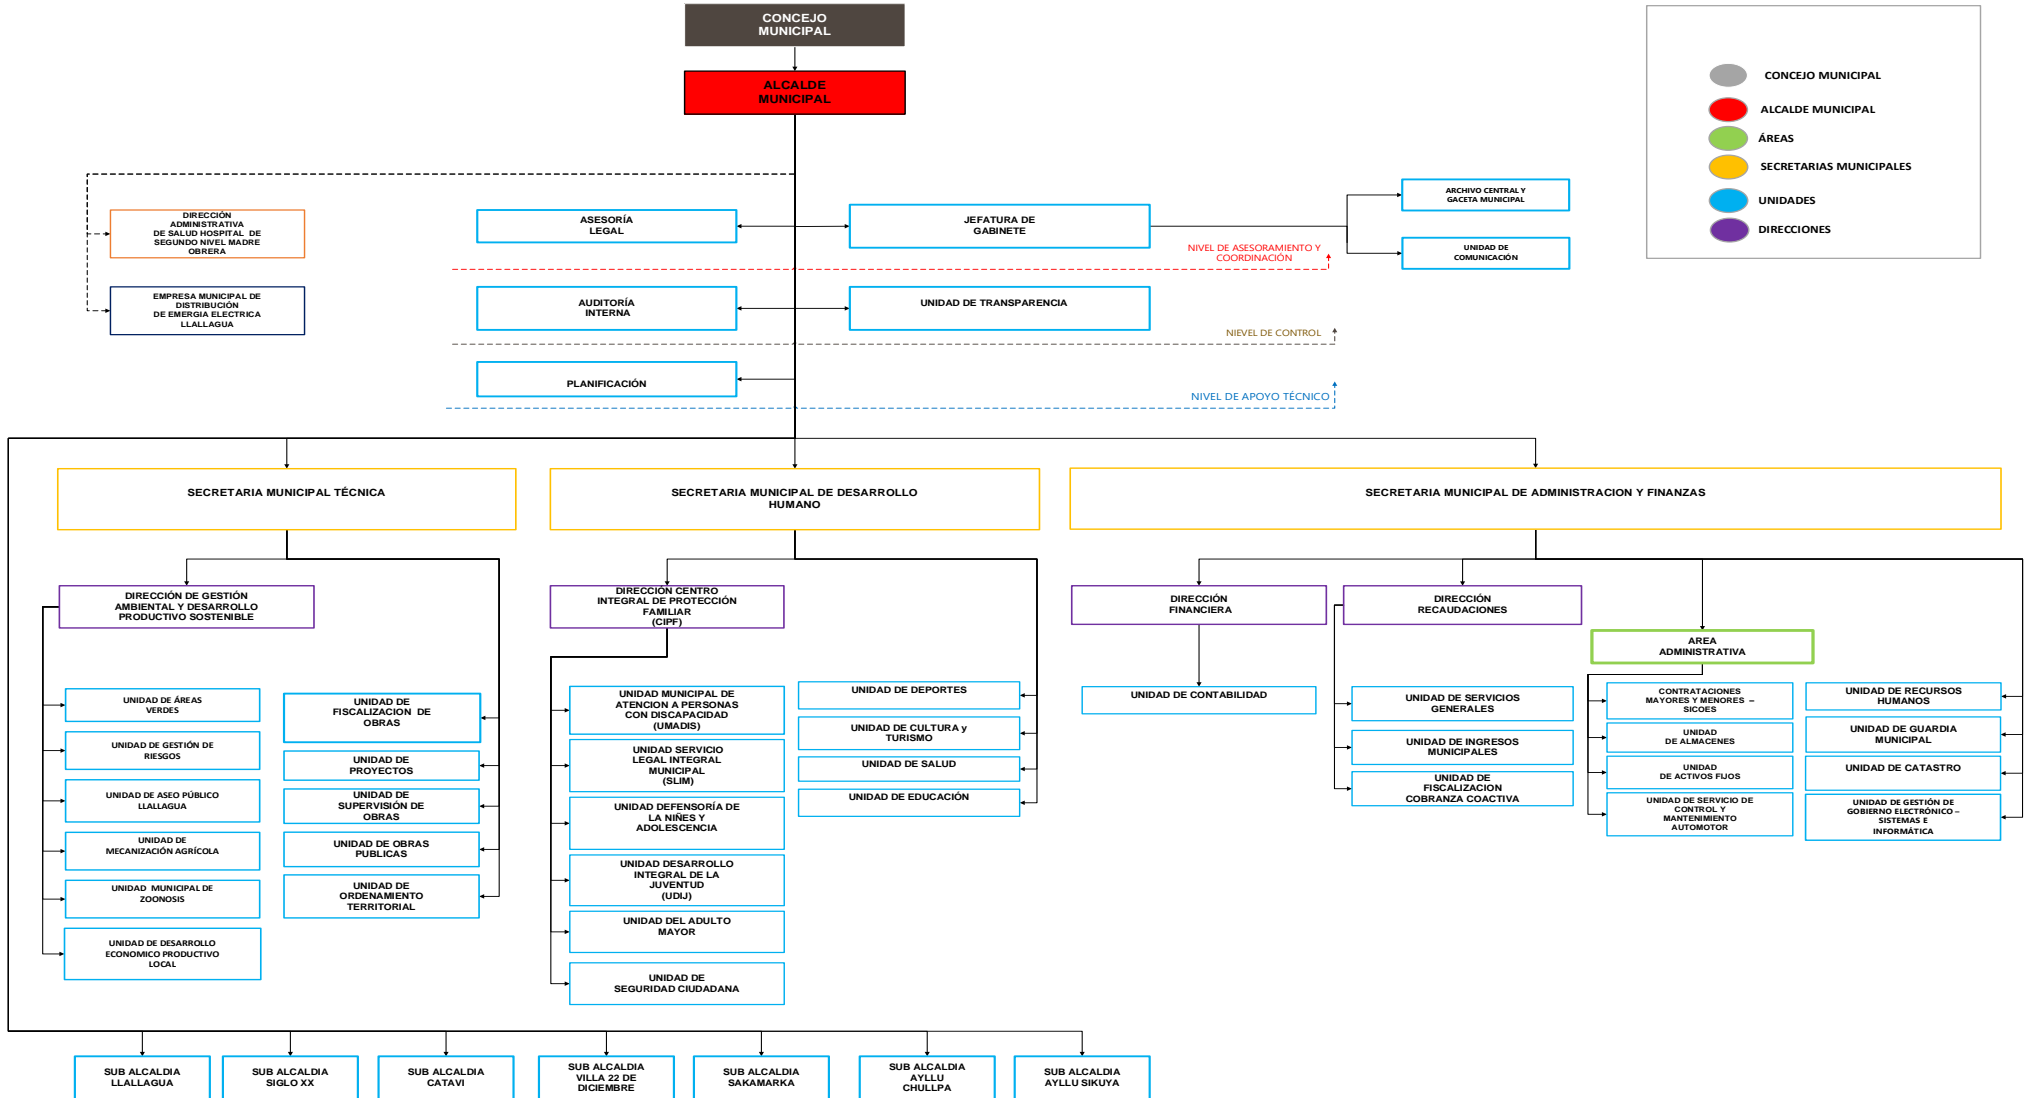 CONCEJO
MUNICIPAL
ALCALDE
MUNICIPAL
CONCEJO MUNICIPAL
ALCALDE MUNICIPAL
ÁREAS
SECRETARIAS MUNICIPALES
UNIDADES
DIRECCIONES
DIRECCIÓN
ADMINISTRATIVA
DE SALUD HOSPITAL DE
SEGUNDO NIVEL MADRE
OBRERA
ASESORÍA
LEGAL
JEFATURA DE
GABINETE
ARCHIVO CENTRAL Y
GACETA MUNICIPAL
UNIDAD DE
COMUNICACIÓN
NIVEL DE ASESORAMIENTO Y
COORDINACIÓN
EMPRESA MUNICIPAL DE
DISTRIBUCIÓN
DE EMERGIA ELECTRICA
LLALLAGUA
AUDITORÍA
INTERNA
UNIDAD DE TRANSPARENCIA
NIEVEL DE CONTROL
PLANIFICACIÓN
NIVEL DE APOYO TÉCNICO
SECRETARIA MUNICIPAL TÉCNICA
SECRETARIA MUNICIPAL DE DESARROLLO
HUMANO
SECRETARIA MUNICIPAL DE ADMINISTRACION Y FINANZAS
DIRECCIÓN DE GESTIÓN
AMBIENTAL Y DESARROLLO
PRODUCTIVO SOSTENIBLE
UNIDAD DE ÁREAS
VERDES
UNIDAD DE GESTIÓN DE
RIESGOS
UNIDAD DE ASEO PÚBLICO
LLALLAGUA
UNIDAD DE
MECANIZACIÓN AGRÍCOLA
UNIDAD MUNICIPAL DE
ZOONOSIS
UNIDAD DE DESARROLLO
ECONOMICO PRODUCTIVO
LOCAL
UNIDAD DE
FISCALIZACION DE
OBRAS
UNIDAD DE
PROYECTOS
UNIDAD DE
SUPERVISIÓN DE
OBRAS
UNIDAD DE OBRAS
PUBLICAS
UNIDAD DE
ORDENAMIENTO
TERRITORIAL
DIRECCIÓN CENTRO
INTEGRAL DE PROTECCIÓN
FAMILIAR
(CIPF)
UNIDAD MUNICIPAL DE
ATENCION A PERSONAS
CON DISCAPACIDAD
(UMADIS)
UNIDAD SERVICIO
LEGAL INTEGRAL
MUNICIPAL
(SLIM)
UNIDAD DEFENSORÍA DE
LA NIÑES Y
ADOLESCENCIA
UNIDAD DESARROLLO
INTEGRAL DE LA
JUVENTUD
(UDIJ)
UNIDAD DEL ADULTO
MAYOR
UNIDAD DE
SEGURIDAD CIUDADANA
UNIDAD DE DEPORTES
UNIDAD DE CULTURA y
TURISMO
UNIDAD DE SALUD
UNIDAD DE EDUCACIÓN
DIRECCIÓN
FINANCIERA
UNIDAD DE CONTABILIDAD
DIRECCIÓN
RECAUDACIONES
UNIDAD DE SERVICIOS
GENERALES
UNIDAD DE INGRESOS
MUNICIPALES
UNIDAD DE
FISCALIZACION
COBRANZA COACTIVA
AREA
ADMINISTRATIVA
CONTRATACIONES
MAYORES Y MENORES –
SICOES
UNIDAD
DE ALMACENES
UNIDAD
DE ACTIVOS FIJOS
UNIDAD DE SERVICIO DE
CONTROL Y
MANTENIMIENTO
AUTOMOTOR
UNIDAD DE RECURSOS
HUMANOS
UNIDAD DE GUARDIA
MUNICIPAL
UNIDAD DE CATASTRO
UNIDAD DE GESTIÓN DE
GOBIERNO ELECTRÓNICO –
SISTEMAS E
INFORMÁTICA
SUB ALCALDIA
LLALLAGUA
SUB ALCALDIA
SIGLO XX
SUB ALCALDIA
CATAVI
SUB ALCALDIA
VILLA 22 DE
DICIEMBRE
SUB ALCALDIA
SAKAMARKA
SUB ALCALDIA
AYLLU
CHULLPA
SUB ALCALDIA
AYLLU SIKUYA